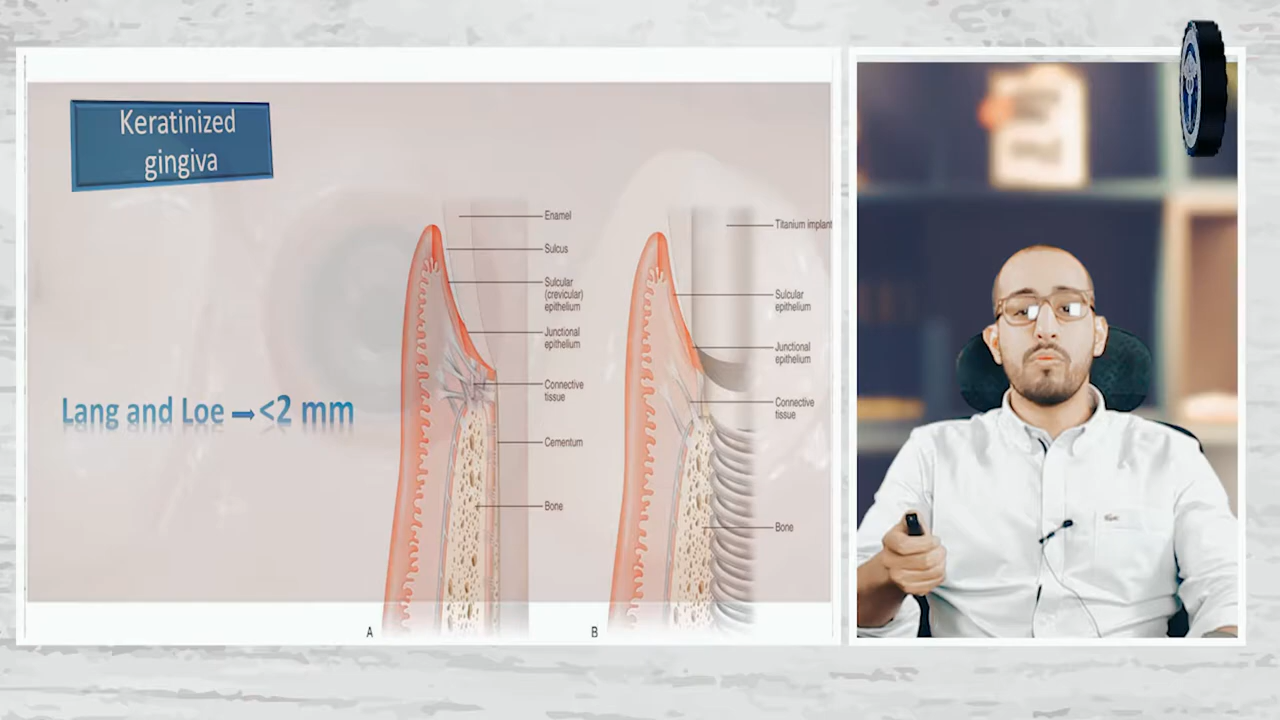 Keratinized
gingiva
Lang and Loe → <2 mm
Enamel
Sulcus
Sulcular
(crevicular)
epithelium
Junctional
epithelium
Connective
tissue
Cementum
Bone
A
Titanium implant
Sulcular
epithelium
Junctional
epithelium
Connective
tissue
Bone
B